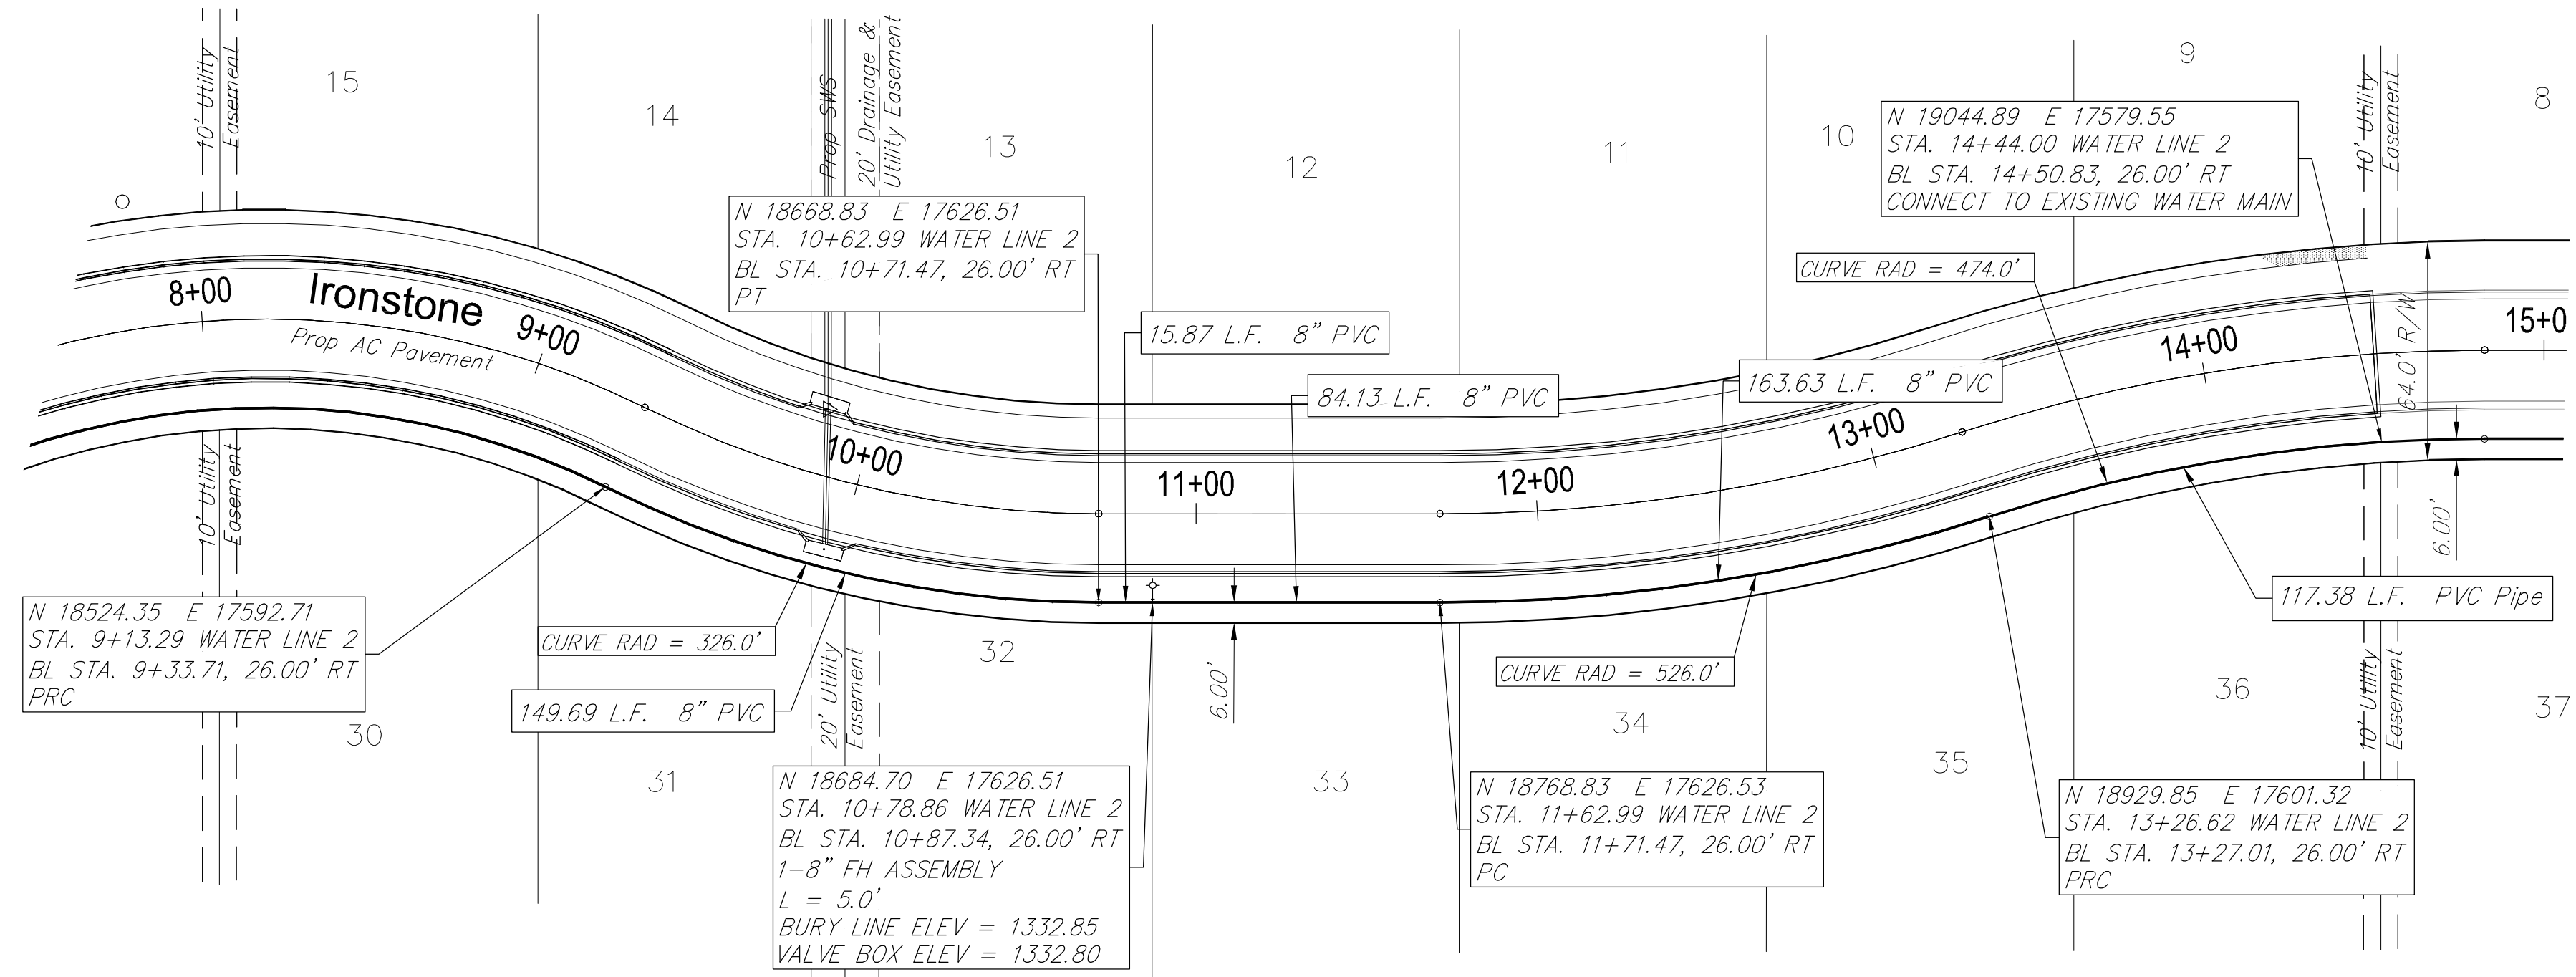 10' Utility
Easement
15
14
Prop SWS
20' Drainage &
Utility Easement
13
12
11
10
9
10' Utility
Easement
8
N 19044.89 E 17579.55
STA. 14+44.00 WATER LINE 2
BL STA. 14+50.83, 26.00' RT
CONNECT TO EXISTING WATER MAIN
N 18668.83 E 17626.51
STA. 10+62.99 WATER LINE 2
BL STA. 10+71.47, 26.00' RT
PT
CURVE RAD = 474.0'
8+00
Ironstone
9+00
Prop AC Pavement
15.87 L.F. 8" PVC
84.13 L.F. 8" PVC
163.63 L.F. 8" PVC
14+00
15+0
64.0' R/W
10+00
11+00
12+00
13+00
10' Utility
Easement
6.00'
N 18524.35 E 17592.71
STA. 9+13.29 WATER LINE 2
BL STA. 9+33.71, 26.00' RT
PRC
CURVE RAD = 326.0'
149.69 L.F. 8" PVC
20' Utility
Easement
32
6.00'
CURVE RAD = 526.0'
117.38 L.F. PVC Pipe
30
31
33
34
35
36
10' Utility
Easement
37
N 18684.70 E 17626.51
STA. 10+78.86 WATER LINE 2
BL STA. 10+87.34, 26.00' RT
1-8" FH ASSEMBLY
L = 5.0'
BURY LINE ELEV = 1332.85
VALVE BOX ELEV = 1332.80
N 18768.83 E 17626.53
STA. 11+62.99 WATER LINE 2
BL STA. 11+71.47, 26.00' RT
PC
N 18929.85 E 17601.32
STA. 13+26.62 WATER LINE 2
BL STA. 13+27.01, 26.00' RT
PRC